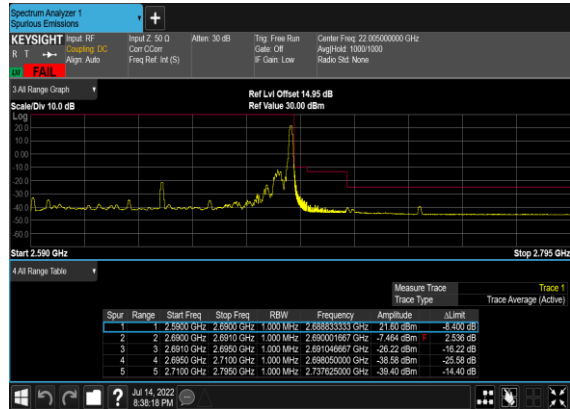 Spectrum Analyzer 1
Spurious Emissions
+
KEYSIGHT Input: RF Input Z: 50 Ω Atten: 30 dB Trig: Free Run Center Freq: 22.005000000 GHz
R T Coupling: DC Corr CCorr Gate: Off Avg|Hold: 1000/1000
Align: Auto Freq Ref: Int (S) IF Gain: Low Radio Std: None
FAIL
3 All Range Graph
Ref Lvl Offset 14.95 dB
Scale/Div 10.0 dB Ref Value 30.00 dBm
Log
20.0
10.0
0.00
-10.0
-20.0
-30.0
-40.0
-50.0
-60.0
Start 2.590 GHz Stop 2.795 GHz
4 All Range Table
Measure Trace Trace 1
Trace Type Trace Average (Active)
Spur Range Start Freq Stop Freq RBW Frequency Amplitude ΔLimit
1 1 2.5900 GHz 2.6900 GHz 1.000 MHz 2.688833333 GHz 21.60 dBm -8.400 dB
2 2 2.6900 GHz 2.6910 GHz 1.000 MHz 2.690001667 GHz -7.464 dBm F 2.536 dB
3 3 2.6910 GHz 2.6950 GHz 1.000 MHz 2.691046667 GHz -26.22 dBm -16.22 dB
4 4 2.6950 GHz 2.7100 GHz 1.000 MHz 2.698050000 GHz -38.58 dBm -25.58 dB
5 5 2.7100 GHz 2.7950 GHz 1.000 MHz 2.737625000 GHz -39.40 dBm -14.40 dB
? Jul 14, 2022
8:38:18 PM